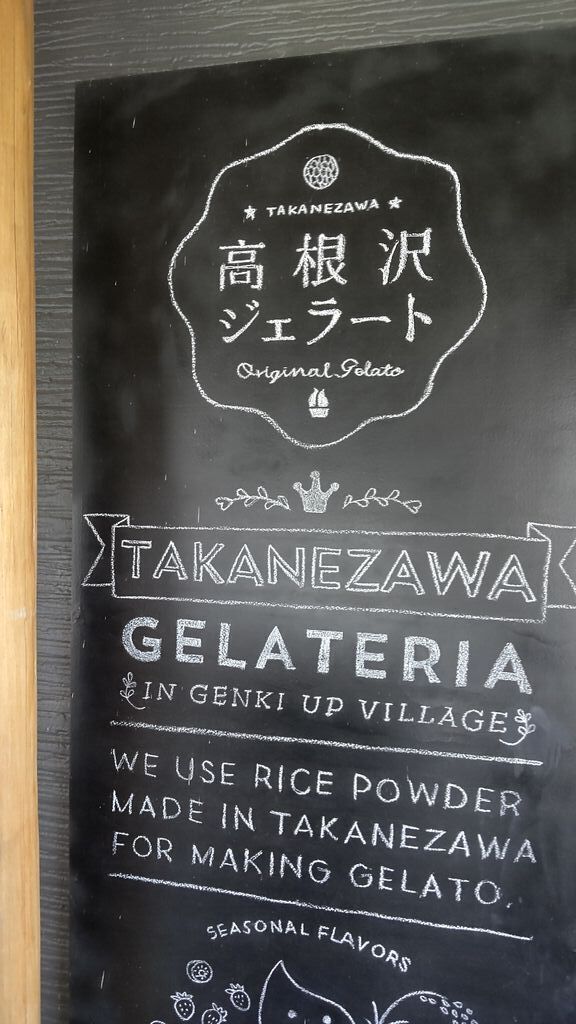 ★ TAKANEZAWA ★
高根沢
ジェラート
Original Gelato
TAKANEZAWA
GELATERIA
IN GENKI UP VILLAGE
WE USE RICE POWDER
MADE IN TAKANEZAWA
FOR MAKING GELATO.
SEASONAL FLAVORS